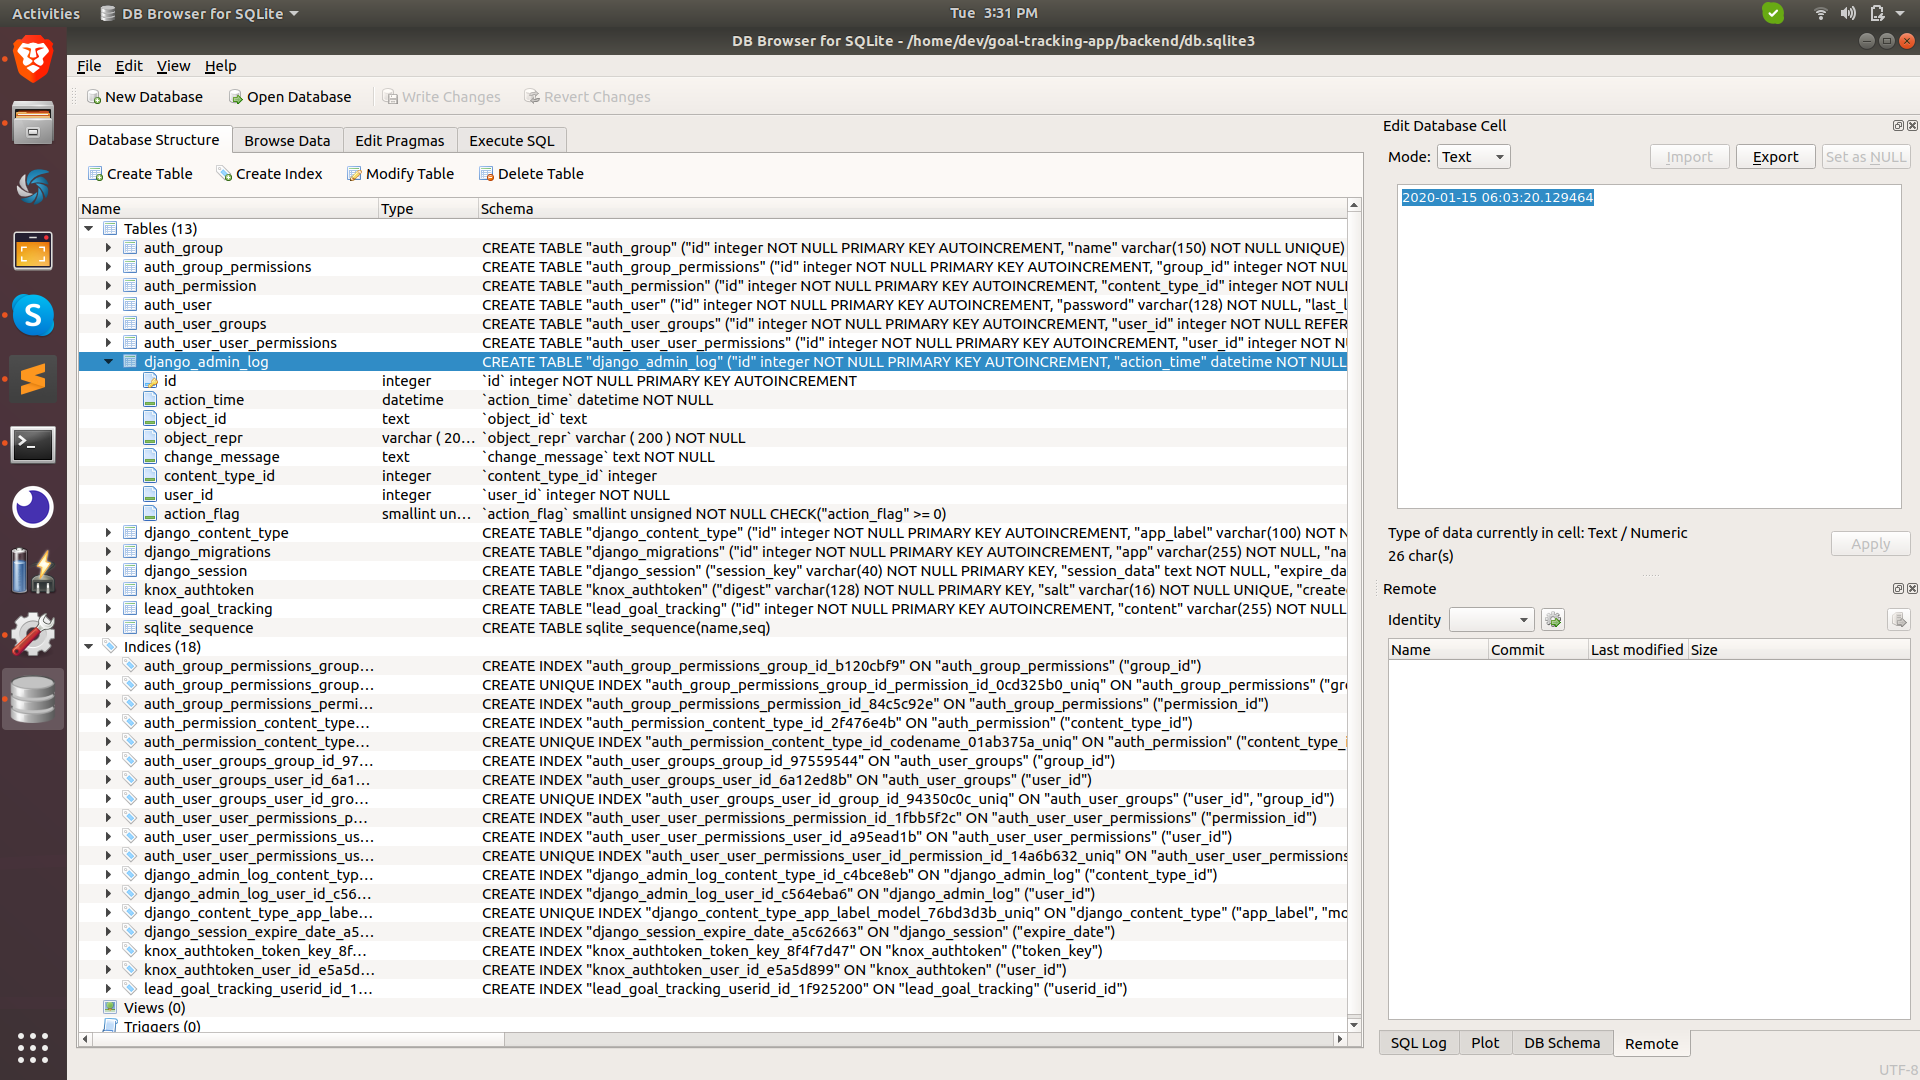 Activities DB Browser for SQLite Tue 3:31 PM
DB Browser for SQLite - /home/dev/goal-tracking-app/backend/db.sqlite3
File Edit View Help
New Database Open Database Write Changes Revert Changes
Database Structure Browse Data Edit Pragmas Execute SQL
Create Table Create Index Modify Table Delete Table
Name Type Schema
Tables (13)
auth_group CREATE TABLE "auth_group" ("id" integer NOT NULL PRIMARY KEY AUTOINCREMENT, "name" varchar(150) NOT NULL UNIQUE)
auth_group_permissions CREATE TABLE "auth_group_permissions" ("id" integer NOT NULL PRIMARY KEY AUTOINCREMENT, "group_id" integer NOT NUL
auth_permission CREATE TABLE "auth_permission" ("id" integer NOT NULL PRIMARY KEY AUTOINCREMENT, "content_type_id" integer NOT NULL
auth_user CREATE TABLE "auth_user" ("id" integer NOT NULL PRIMARY KEY AUTOINCREMENT, "password" varchar(128) NOT NULL, "last_l
auth_user_groups CREATE TABLE "auth_user_groups" ("id" integer NOT NULL PRIMARY KEY AUTOINCREMENT, "user_id" integer NOT NULL REFER
auth_user_user_permissions CREATE TABLE "auth_user_user_permissions" ("id" integer NOT NULL PRIMARY KEY AUTOINCREMENT, "user_id" integer NOT N
django_admin_log CREATE TABLE "django_admin_log" ("id" integer NOT NULL PRIMARY KEY AUTOINCREMENT, "action_time" datetime NOT NULL
id integer `id` integer NOT NULL PRIMARY KEY AUTOINCREMENT
action_time datetime `action_time` datetime NOT NULL
object_id text `object_id` text
object_repr varchar ( 20... `object_repr` varchar ( 200 ) NOT NULL
change_message text `change_message` text NOT NULL
content_type_id integer `content_type_id` integer
user_id integer `user_id` integer NOT NULL
action_flag smallint un... `action_flag` smallint unsigned NOT NULL CHECK("action_flag" >= 0)
django_content_type CREATE TABLE "django_content_type" ("id" integer NOT NULL PRIMARY KEY AUTOINCREMENT, "app_label" varchar(100) NOT N
django_migrations CREATE TABLE "django_migrations" ("id" integer NOT NULL PRIMARY KEY AUTOINCREMENT, "app" varchar(255) NOT NULL, "na
django_session CREATE TABLE "django_session" ("session_key" varchar(40) NOT NULL PRIMARY KEY, "session_data" text NOT NULL, "expire_da
knox_authtoken CREATE TABLE "knox_authtoken" ("digest" varchar(128) NOT NULL PRIMARY KEY, "salt" varchar(16) NOT NULL UNIQUE, "create
lead_goal_tracking CREATE TABLE "lead_goal_tracking" ("id" integer NOT NULL PRIMARY KEY AUTOINCREMENT, "content" varchar(255) NOT NULL
sqlite_sequence CREATE TABLE sqlite_sequence(name,seq)
Indices (18)
auth_group_permissions_group... CREATE INDEX "auth_group_permissions_group_id_b120cbf9" ON "auth_group_permissions" ("group_id")
auth_group_permissions_group... CREATE UNIQUE INDEX "auth_group_permissions_group_id_permission_id_0cd325b0_uniq" ON "auth_group_permissions" ("gr
auth_group_permissions_permi... CREATE INDEX "auth_group_permissions_permission_id_84c5c92e" ON "auth_group_permissions" ("permission_id")
auth_permission_content_type... CREATE INDEX "auth_permission_content_type_id_2f476e4b" ON "auth_permission" ("content_type_id")
auth_permission_content_type... CREATE UNIQUE INDEX "auth_permission_content_type_id_codename_01ab375a_uniq" ON "auth_permission" ("content_type_i
auth_user_groups_group_id_97... CREATE INDEX "auth_user_groups_group_id_97559544" ON "auth_user_groups" ("group_id")
auth_user_groups_user_id_6a1... CREATE INDEX "auth_user_groups_user_id_6a12ed8b" ON "auth_user_groups" ("user_id")
auth_user_groups_user_id_gro... CREATE UNIQUE INDEX "auth_user_groups_user_id_group_id_94350c0c_uniq" ON "auth_user_groups" ("user_id", "group_id")
auth_user_user_permissions_p... CREATE INDEX "auth_user_user_permissions_permission_id_1fbb5f2c" ON "auth_user_user_permissions" ("permission_id")
auth_user_user_permissions_us... CREATE INDEX "auth_user_user_permissions_user_id_a95ead1b" ON "auth_user_user_permissions" ("user_id")
auth_user_user_permissions_us... CREATE UNIQUE INDEX "auth_user_user_permissions_user_id_permission_id_14a6b632_uniq" ON "auth_user_user_permissions
django_admin_log_content_typ... CREATE INDEX "django_admin_log_content_type_id_c4bce8eb" ON "django_admin_log" ("content_type_id")
django_admin_log_user_id_c56... CREATE INDEX "django_admin_log_user_id_c564eba6" ON "django_admin_log" ("user_id")
django_content_type_app_labe... CREATE UNIQUE INDEX "django_content_type_app_label_model_76bd3d3b_uniq" ON "django_content_type" ("app_label", "mo
django_session_expire_date_a5... CREATE INDEX "django_session_expire_date_a5c62663" ON "django_session" ("expire_date")
knox_authtoken_token_key_8f... CREATE INDEX "knox_authtoken_token_key_8f4f7d47" ON "knox_authtoken" ("token_key")
knox_authtoken_user_id_e5a5d... CREATE INDEX "knox_authtoken_user_id_e5a5d899" ON "knox_authtoken" ("user_id")
lead_goal_tracking_userid_id_1... CREATE INDEX "lead_goal_tracking_userid_id_1f925200" ON "lead_goal_tracking" ("userid_id")
Views (0)
Triggers (0)
Edit Database Cell
Mode: Text Import Export Set as NULL
2020-01-15 06:03:20.129464
Type of data currently in cell: Text / Numeric
26 char(s)
Apply
Remote
Identity
Name Commit Last modified Size
SQL Log Plot DB Schema Remote
UTF-8